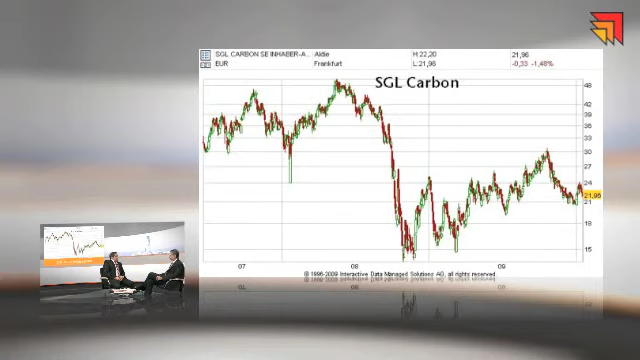 SGL CARBON SE INHABER-A... Aktie H:22,20 21,96
EUR Frankfurt L:21,96 -0,33 -1,48%
SGL Carbon
48
42
39
36
33
30
27
24
21,96
21
18
15
07 08 09
© 1996-2009 Interactive Data Managed Solutions AG, all rights reserved